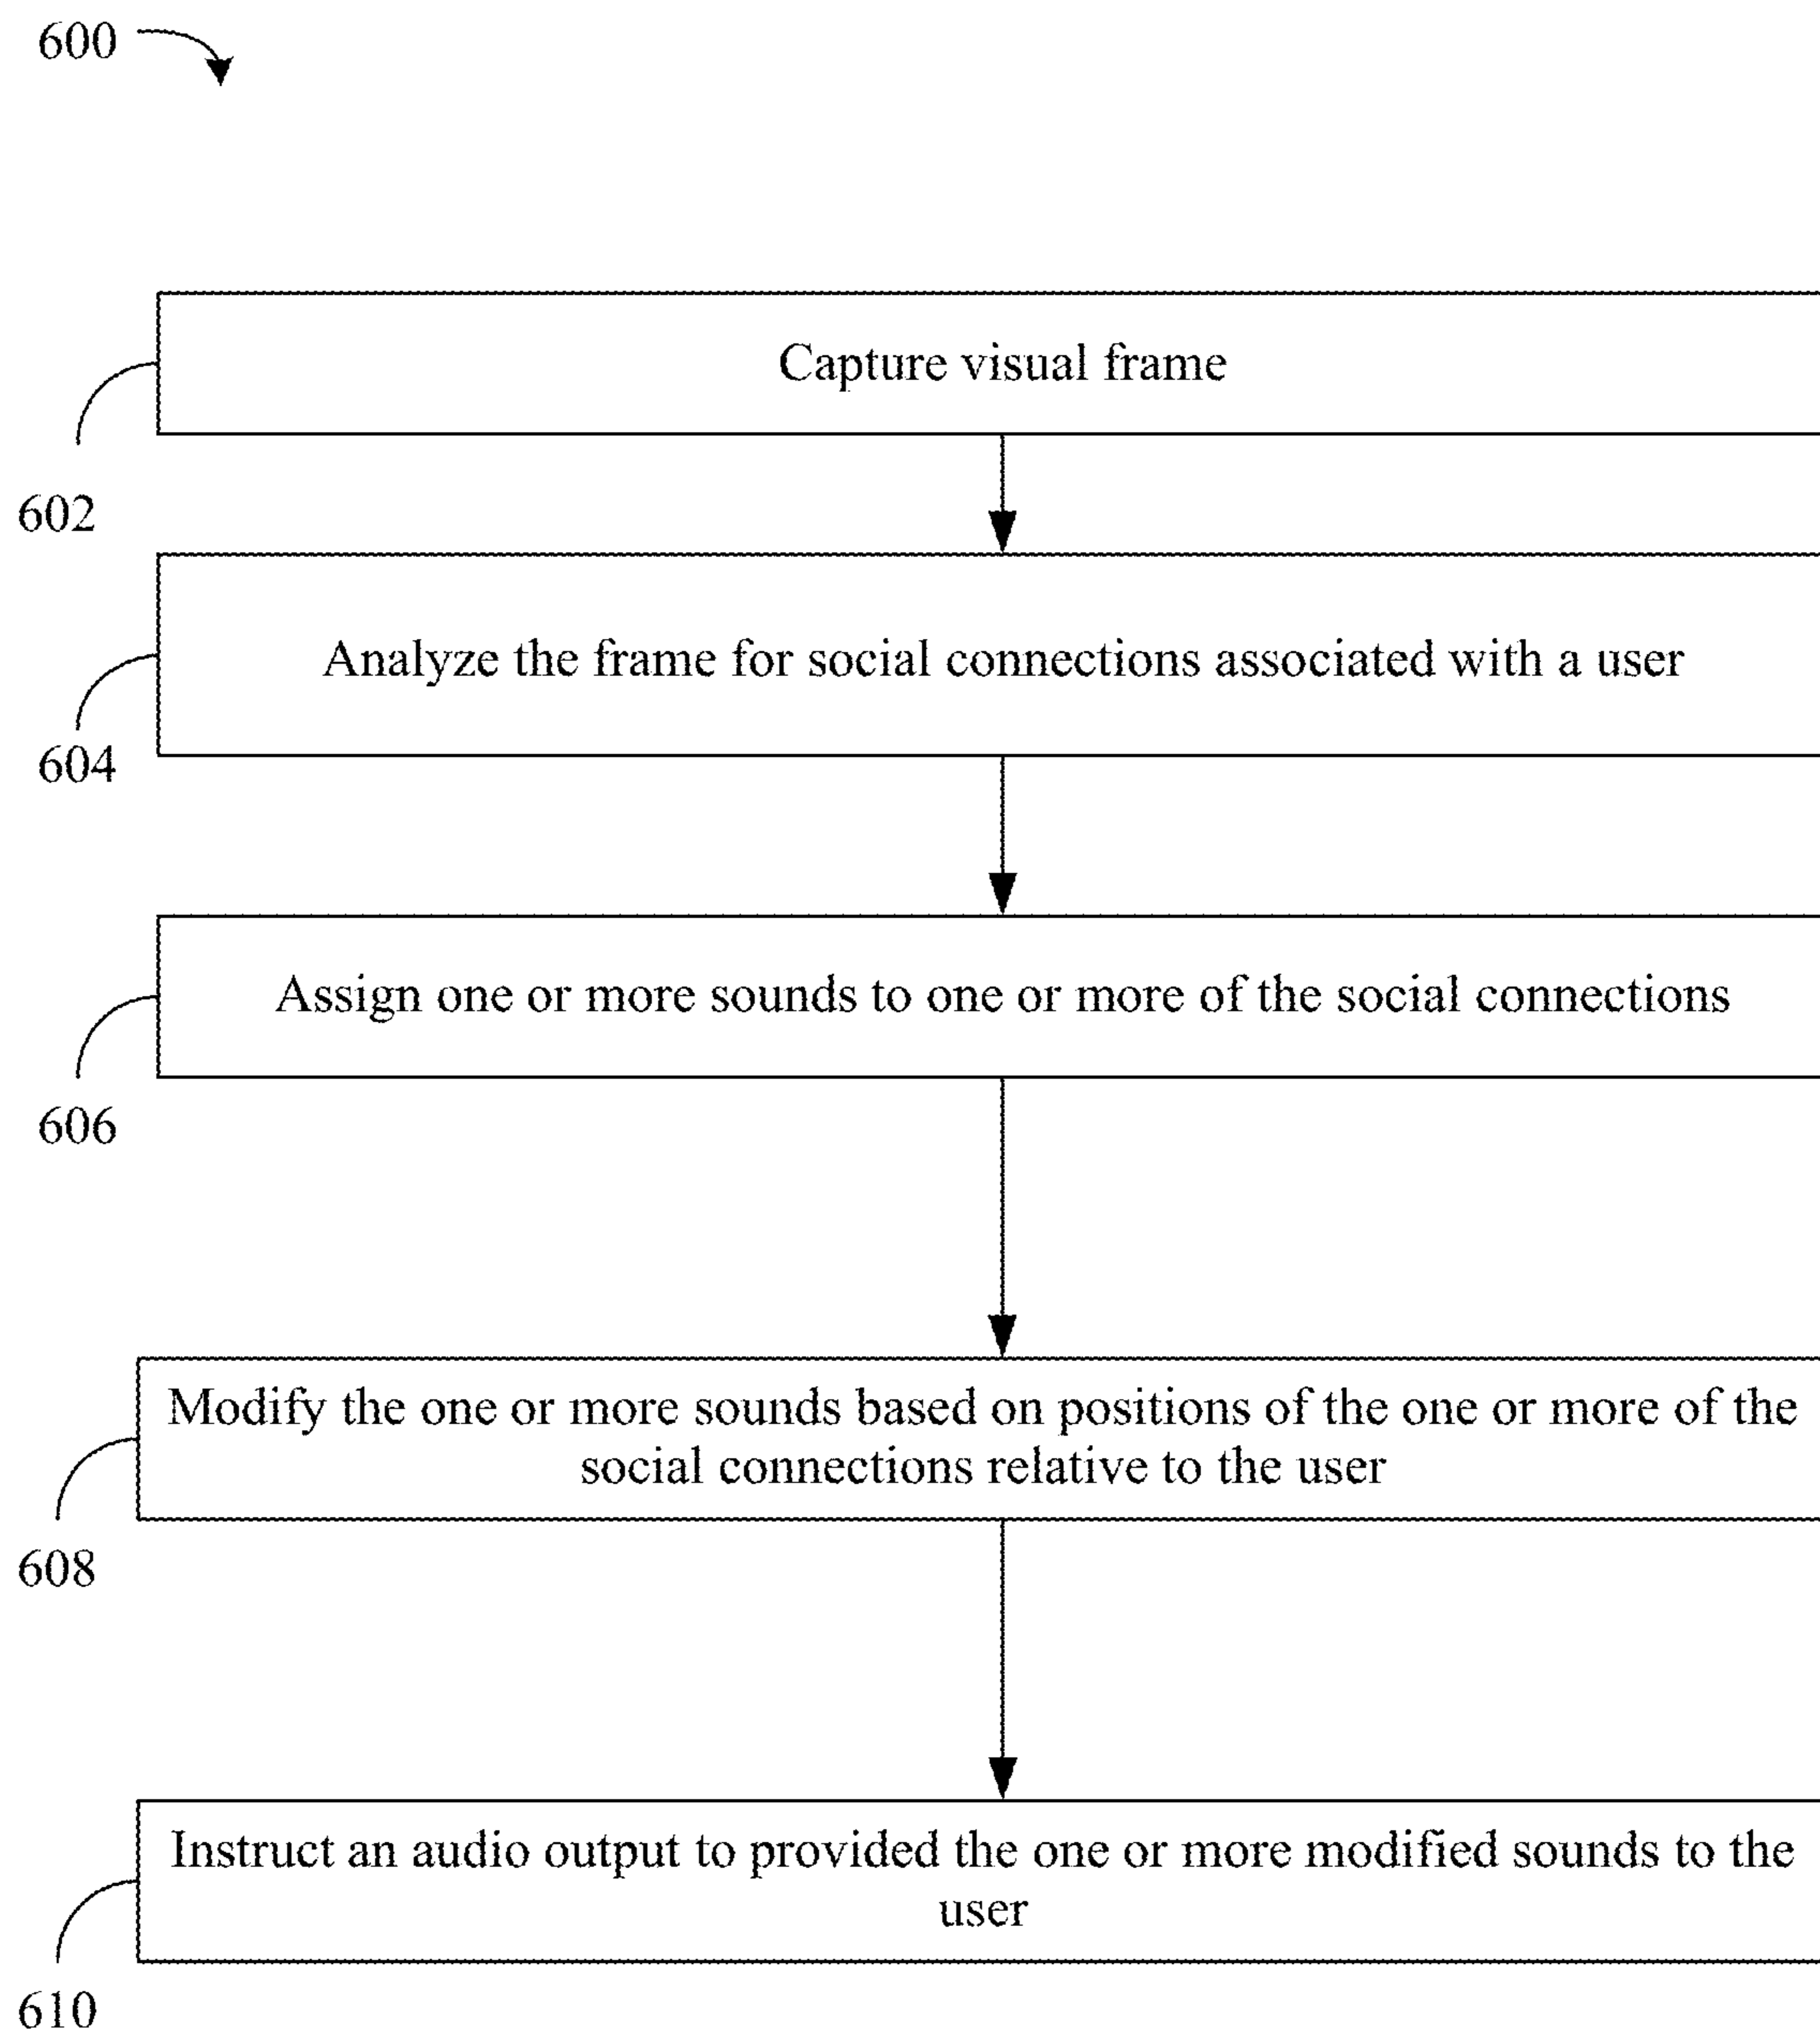 600
Capture visual frame
602
Analyze the frame for social connections associated with a user
604
Assign one or more sounds to one or more of the social connections
606
Modify the one or more sounds based on positions of the one or more of the
social connections relative to the user
608
Instruct an audio output to provided the one or more modified sounds to the
user
610